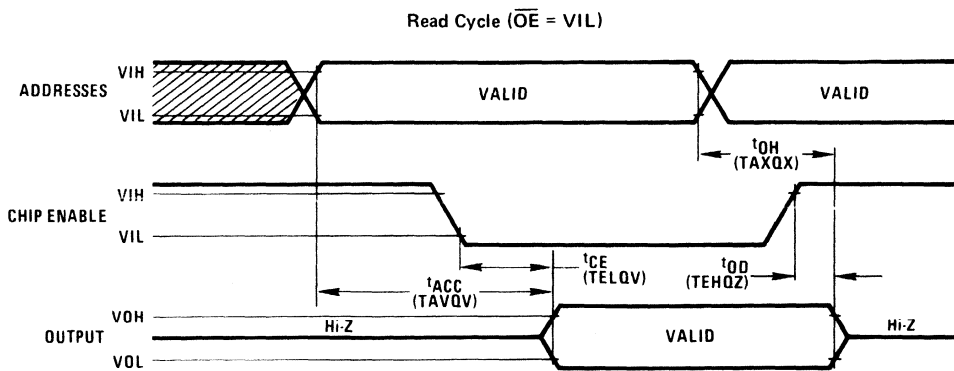 Read Cycle (OE = VIL)
VIH
ADDRESSES
VALID
VALID
VIL
tOH
(TAXQX)
VIH
CHIP ENABLE
VIL
tCE
(TELQV)
tOD
(TEHQZ)
tACC
(TAVQV)
VOH
Hi-Z
VALID
Hi-Z
OUTPUT
VOL